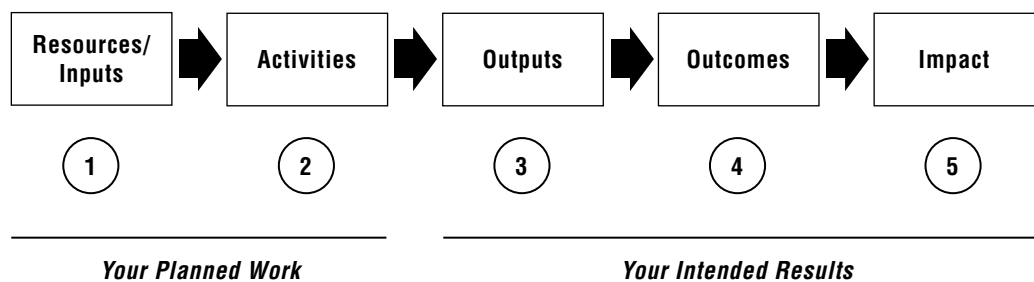 Resources/
Inputs
Activities
Outputs
Outcomes
Impact
1
2
3
4
5
Your Planned Work
Your Intended Results